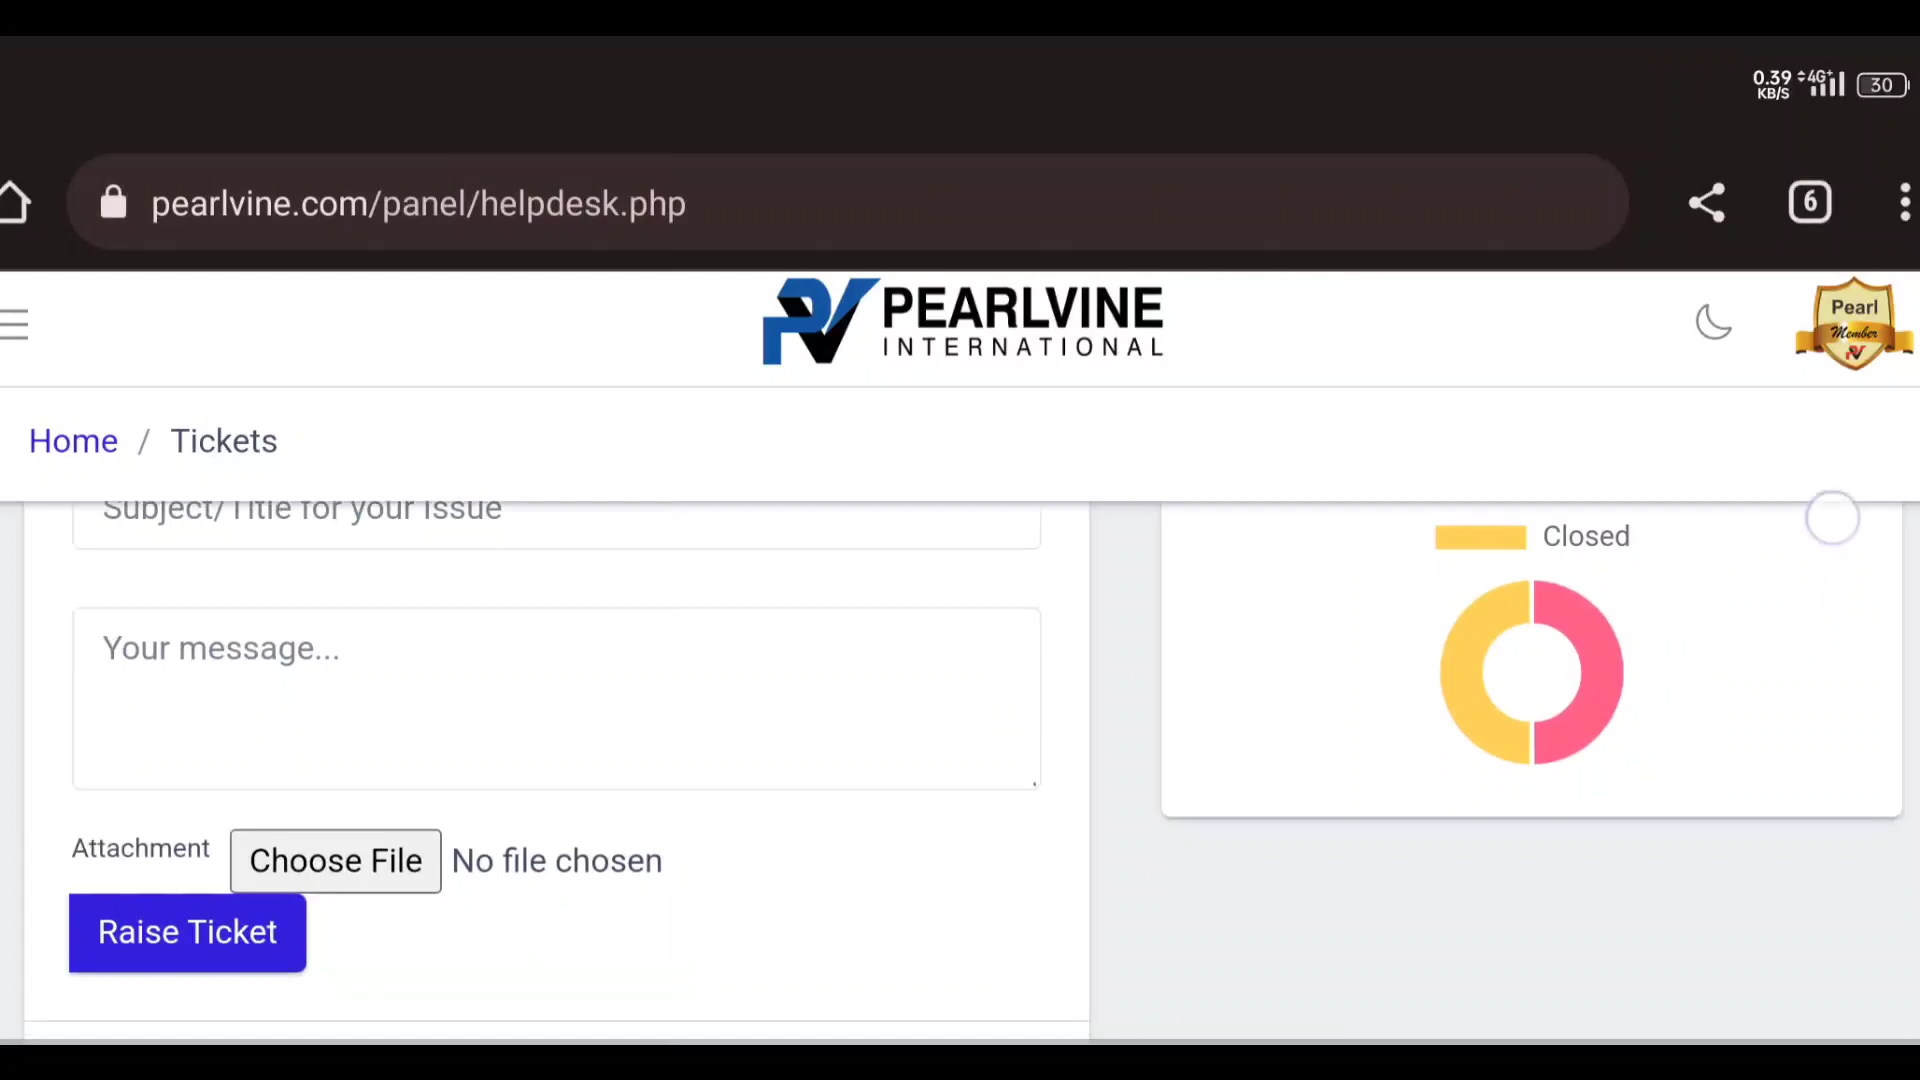 0.39
KB/S
4G+
30
pearlvine.com/panel/helpdesk.php
6
PEARLVINE
INTERNATIONAL
Pearl
Member
PV
Home / Tickets
Subject/Title for your Issue
Closed
Your message...
Attachment
Choose File
No file chosen
Raise Ticket